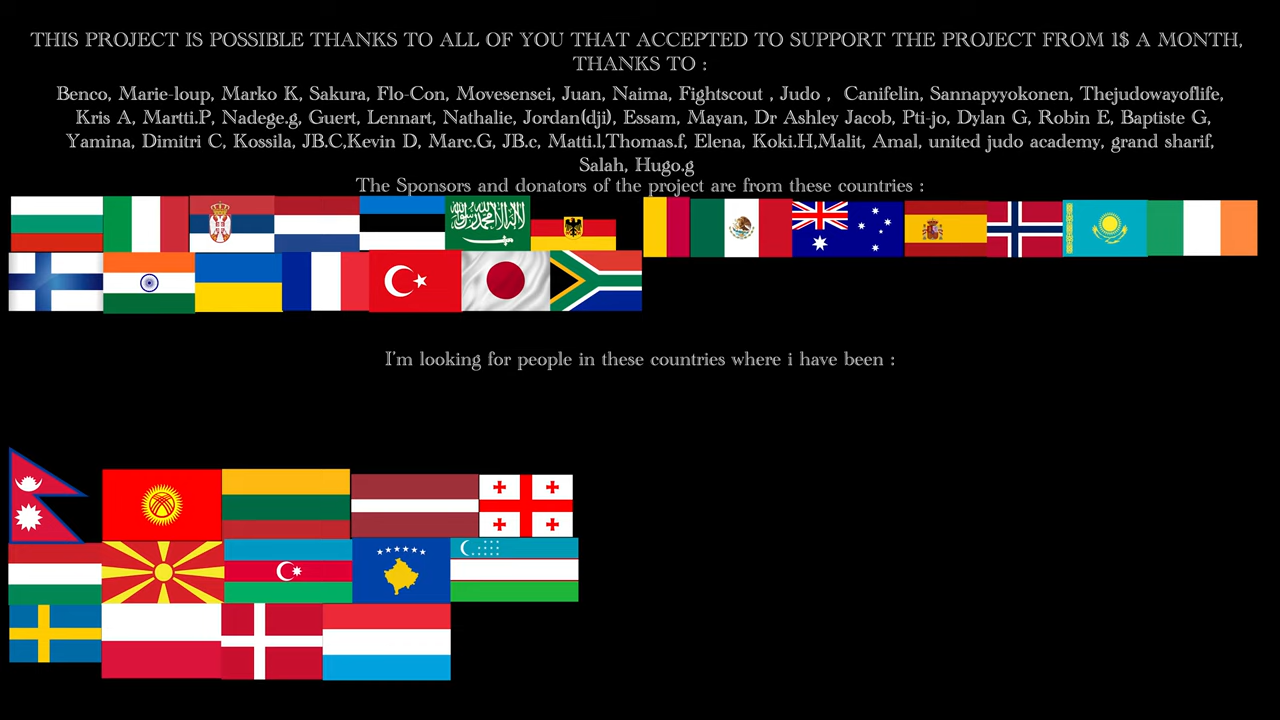 THIS PROJECT IS POSSIBLE THANKS TO ALL OF YOU THAT ACCEPTED TO SUPPORT THE PROJECT FROM 1$ A MONTH,
THANKS TO :
Benco, Marie-loup, Marko K, Sakura, Flo-Con, Movesensei, Juan, Naima, Fightscout , Judo ,  Canifelin, Sannapyyokonen, Thejudowayoflife,
Kris A, Martti.P, Nadege.g, Guert, Lennart, Nathalie, Jordan(dji), Essam, Mayan, Dr Ashley Jacob, Pti-jo, Dylan G, Robin E, Baptiste G,
Yamina, Dimitri C, Kossila, JB.C,Kevin D, Marc.G, JB.c, Matti.l,Thomas.f, Elena, Koki.H,Malit, Amal, united judo academy, grand sharif,
Salah, Hugo.g
The Sponsors and donators of the project are from these countries :
I'm looking for people in these countries where i have been :